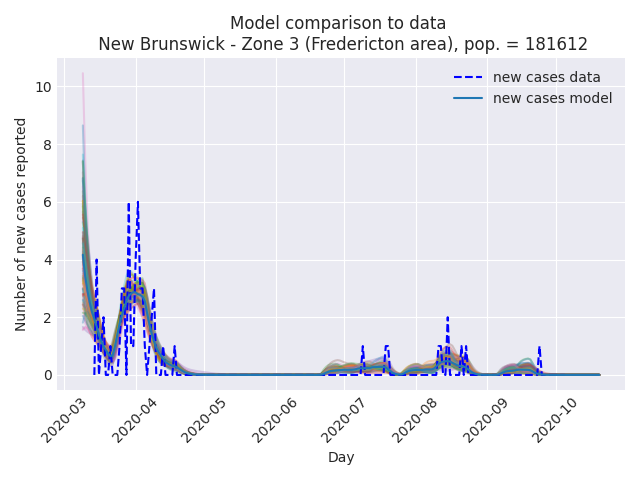 Model comparison to data
New Brunswick - Zone 3 (Fredericton area), pop. = 181612
new cases data
new cases model
Number of new cases reported
10
8
6
4
2
0
2020-03
2020-04
2020-05
2020-06
2020-07
2020-08
2020-09
2020-10
Day